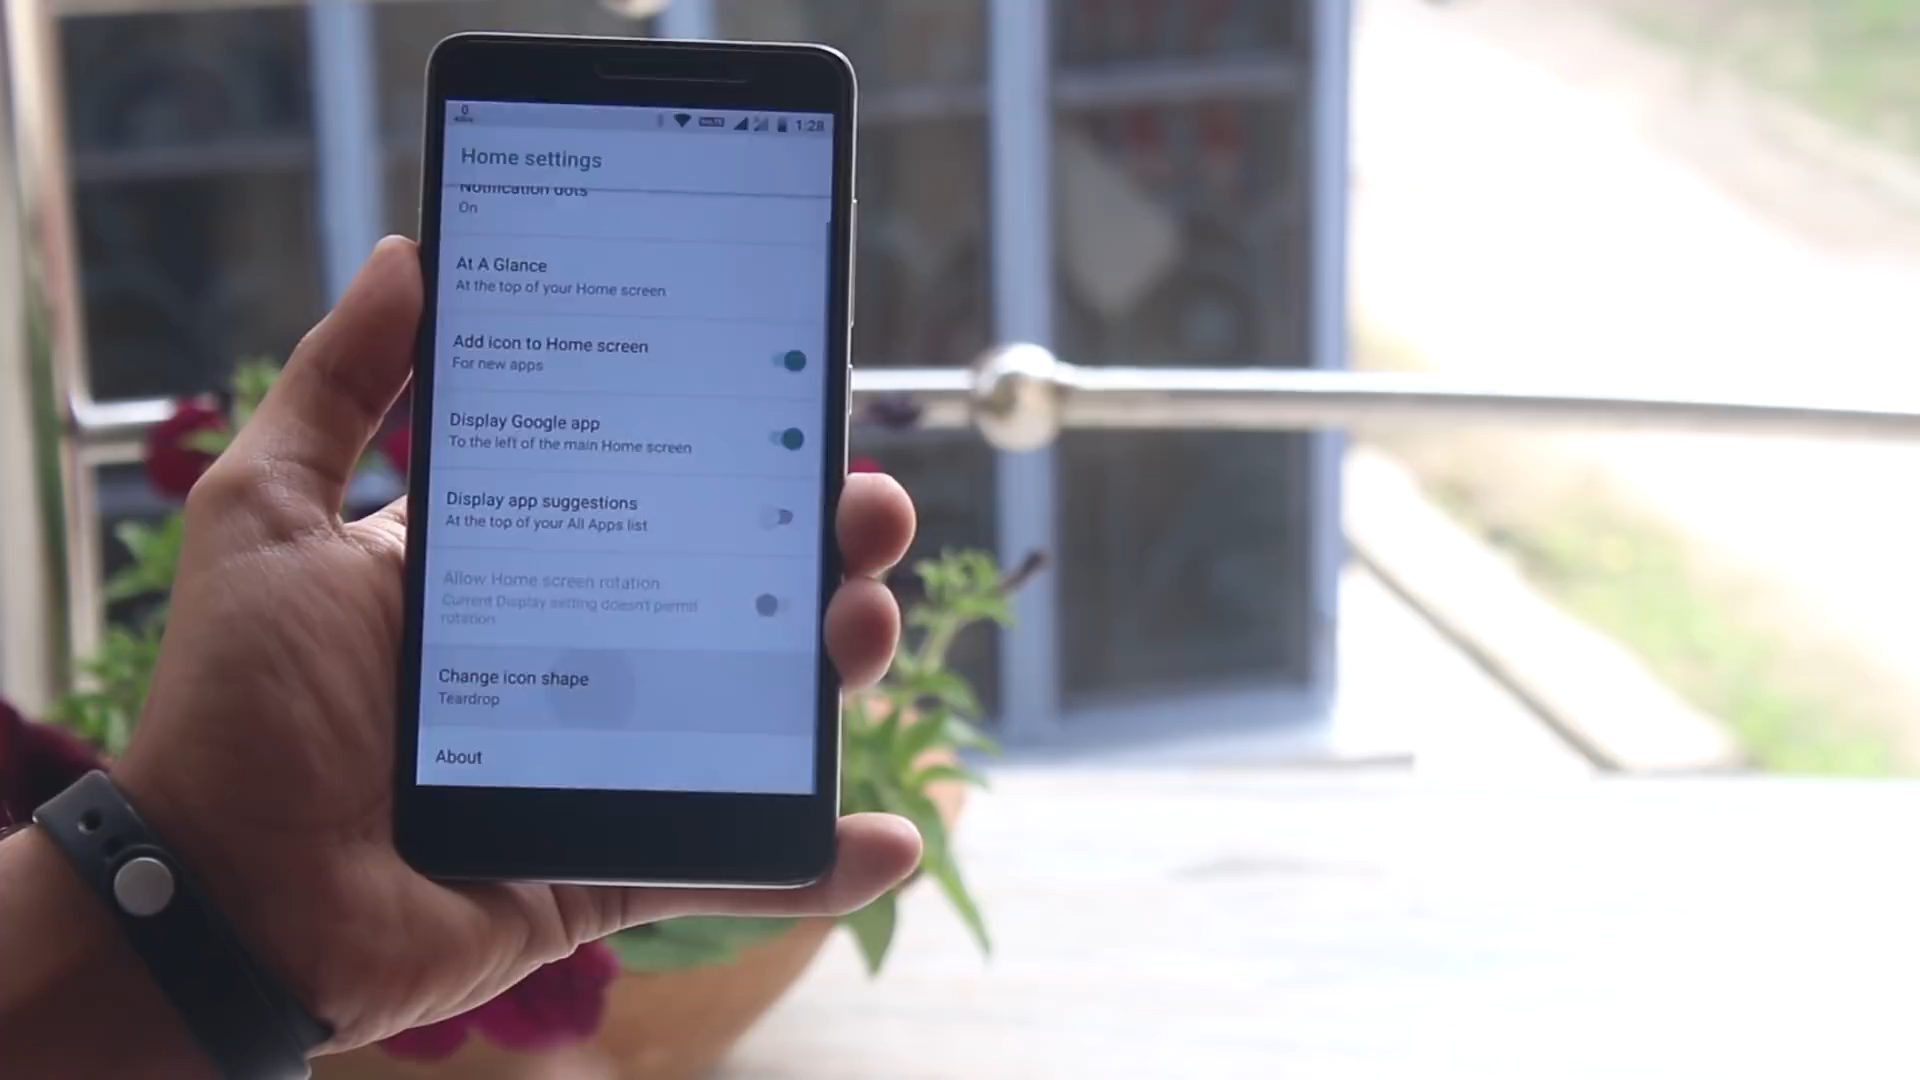 0
1:28
Home settings
Notification dots
On
At A Glance
At the top of your Home screen
Add icon to Home screen
For new apps
Display Google app
To the left of the main Home screen
Display app suggestions
At the top of your All Apps list
Allow Home screen rotation
Current Display setting doesn't permit
rotation
Change icon shape
Teardrop
About